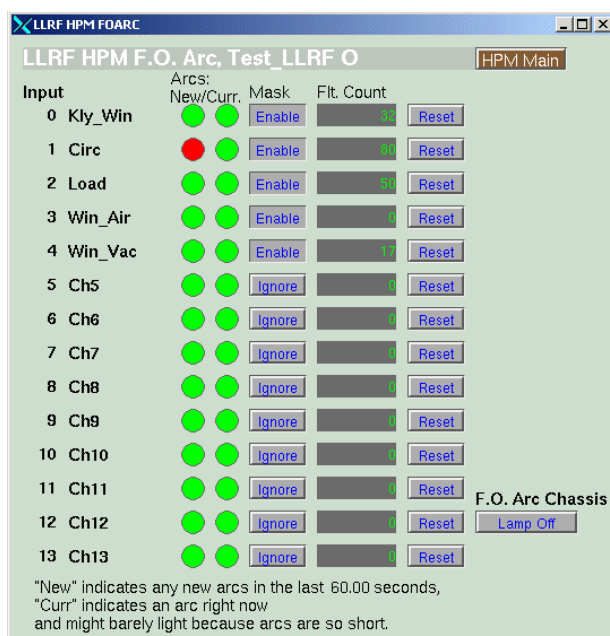 LLRF HPM FOARC
LLRF HPM F.O. Arc, Test_LLRF O
HPM Main
Arcs:
Input New/Curr. Mask Flt. Count
0 Kly_Win Enable 32 Reset
1 Circ Enable 80 Reset
2 Load Enable 50 Reset
3 Win_Air Enable 0 Reset
4 Win_Vac Enable 17 Reset
5 Ch5 Ignore 0 Reset
6 Ch6 Ignore 0 Reset
7 Ch7 Ignore 0 Reset
8 Ch8 Ignore 0 Reset
9 Ch9 Ignore 0 Reset
10 Ch10 Ignore 0 Reset
11 Ch11 Ignore 0 Reset
F.O. Arc Chassis
12 Ch12 Ignore 0 Reset Lamp Off
13 Ch13 Ignore 0 Reset
"New" indicates any new arcs in the last 60.00 seconds,
"Curr" indicates an arc right now
and might barely light because arcs are so short.